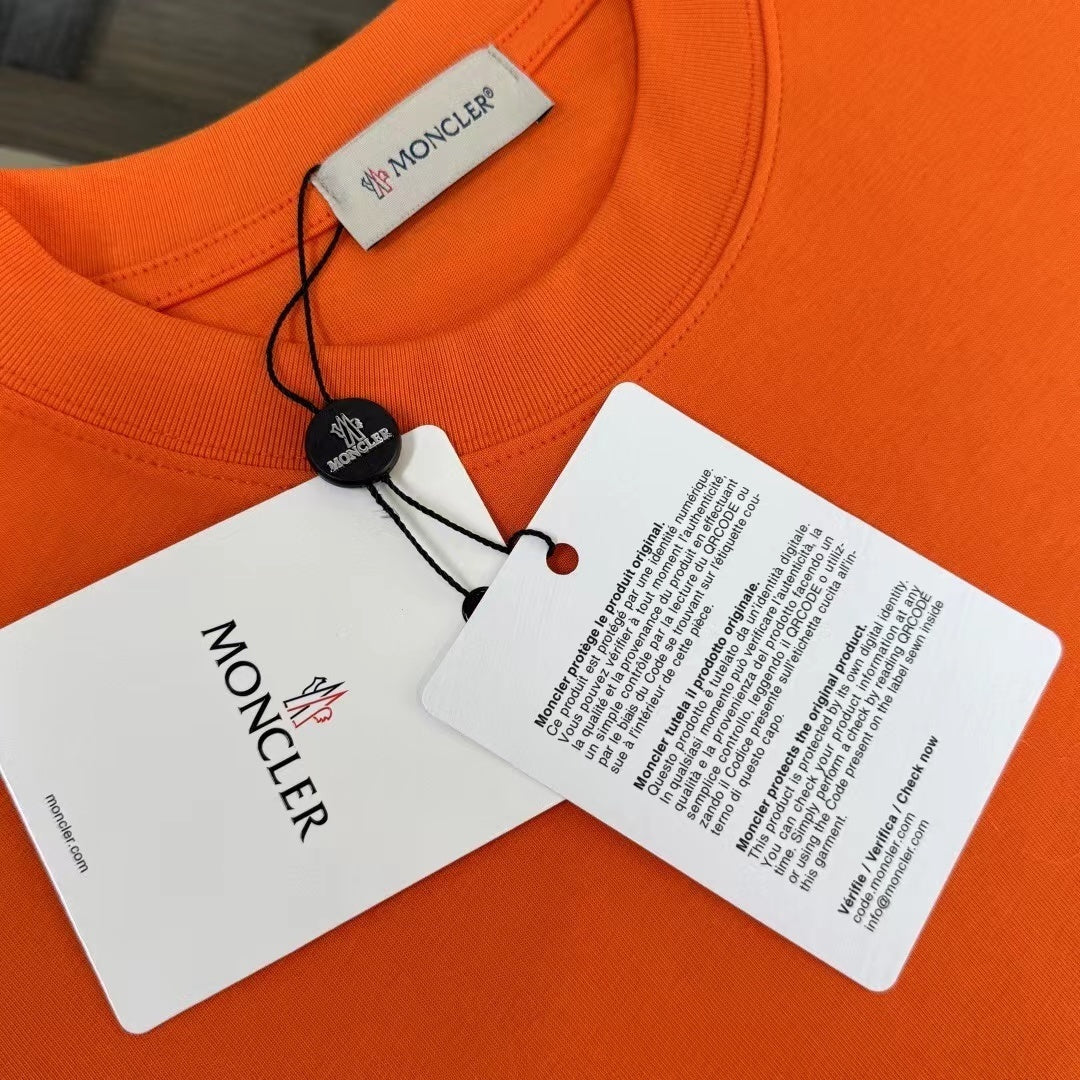 MONCLER®
MONCLER
MONCLER
moncler.com
Moncler protège le produit original.
Ce produit est protégé par une identité numérique.
Vous pouvez vérifier à tout moment l'authenticité,
la qualité et la provenance du produit en effectuant
un simple contrôle par la lecture du QRCODE ou
par le biais du Code se trouvant sur l'étiquette cou-
sue à l'intérieur de cette pièce.
Moncler tutela il prodotto originale.
Questo prodotto è tutelato da un'identità digitale.
In qualsiasi momento può verificare l'autenticità, la
qualità e la provenienza del prodotto facendo un
semplice controllo, leggendo il QRCODE o utiliz-
zando il Codice presente sull'etichetta cucita all'in-
terno di questo capo.
Moncler protects the original product.
This product is protected by its own digital identity.
You can check your product information at any
time. Simply perform a check by reading QRCODE
or using the Code present on the label sewn inside
this garment.
Vérifie / Verifica / Check now
code.moncler.com
info@moncler.com